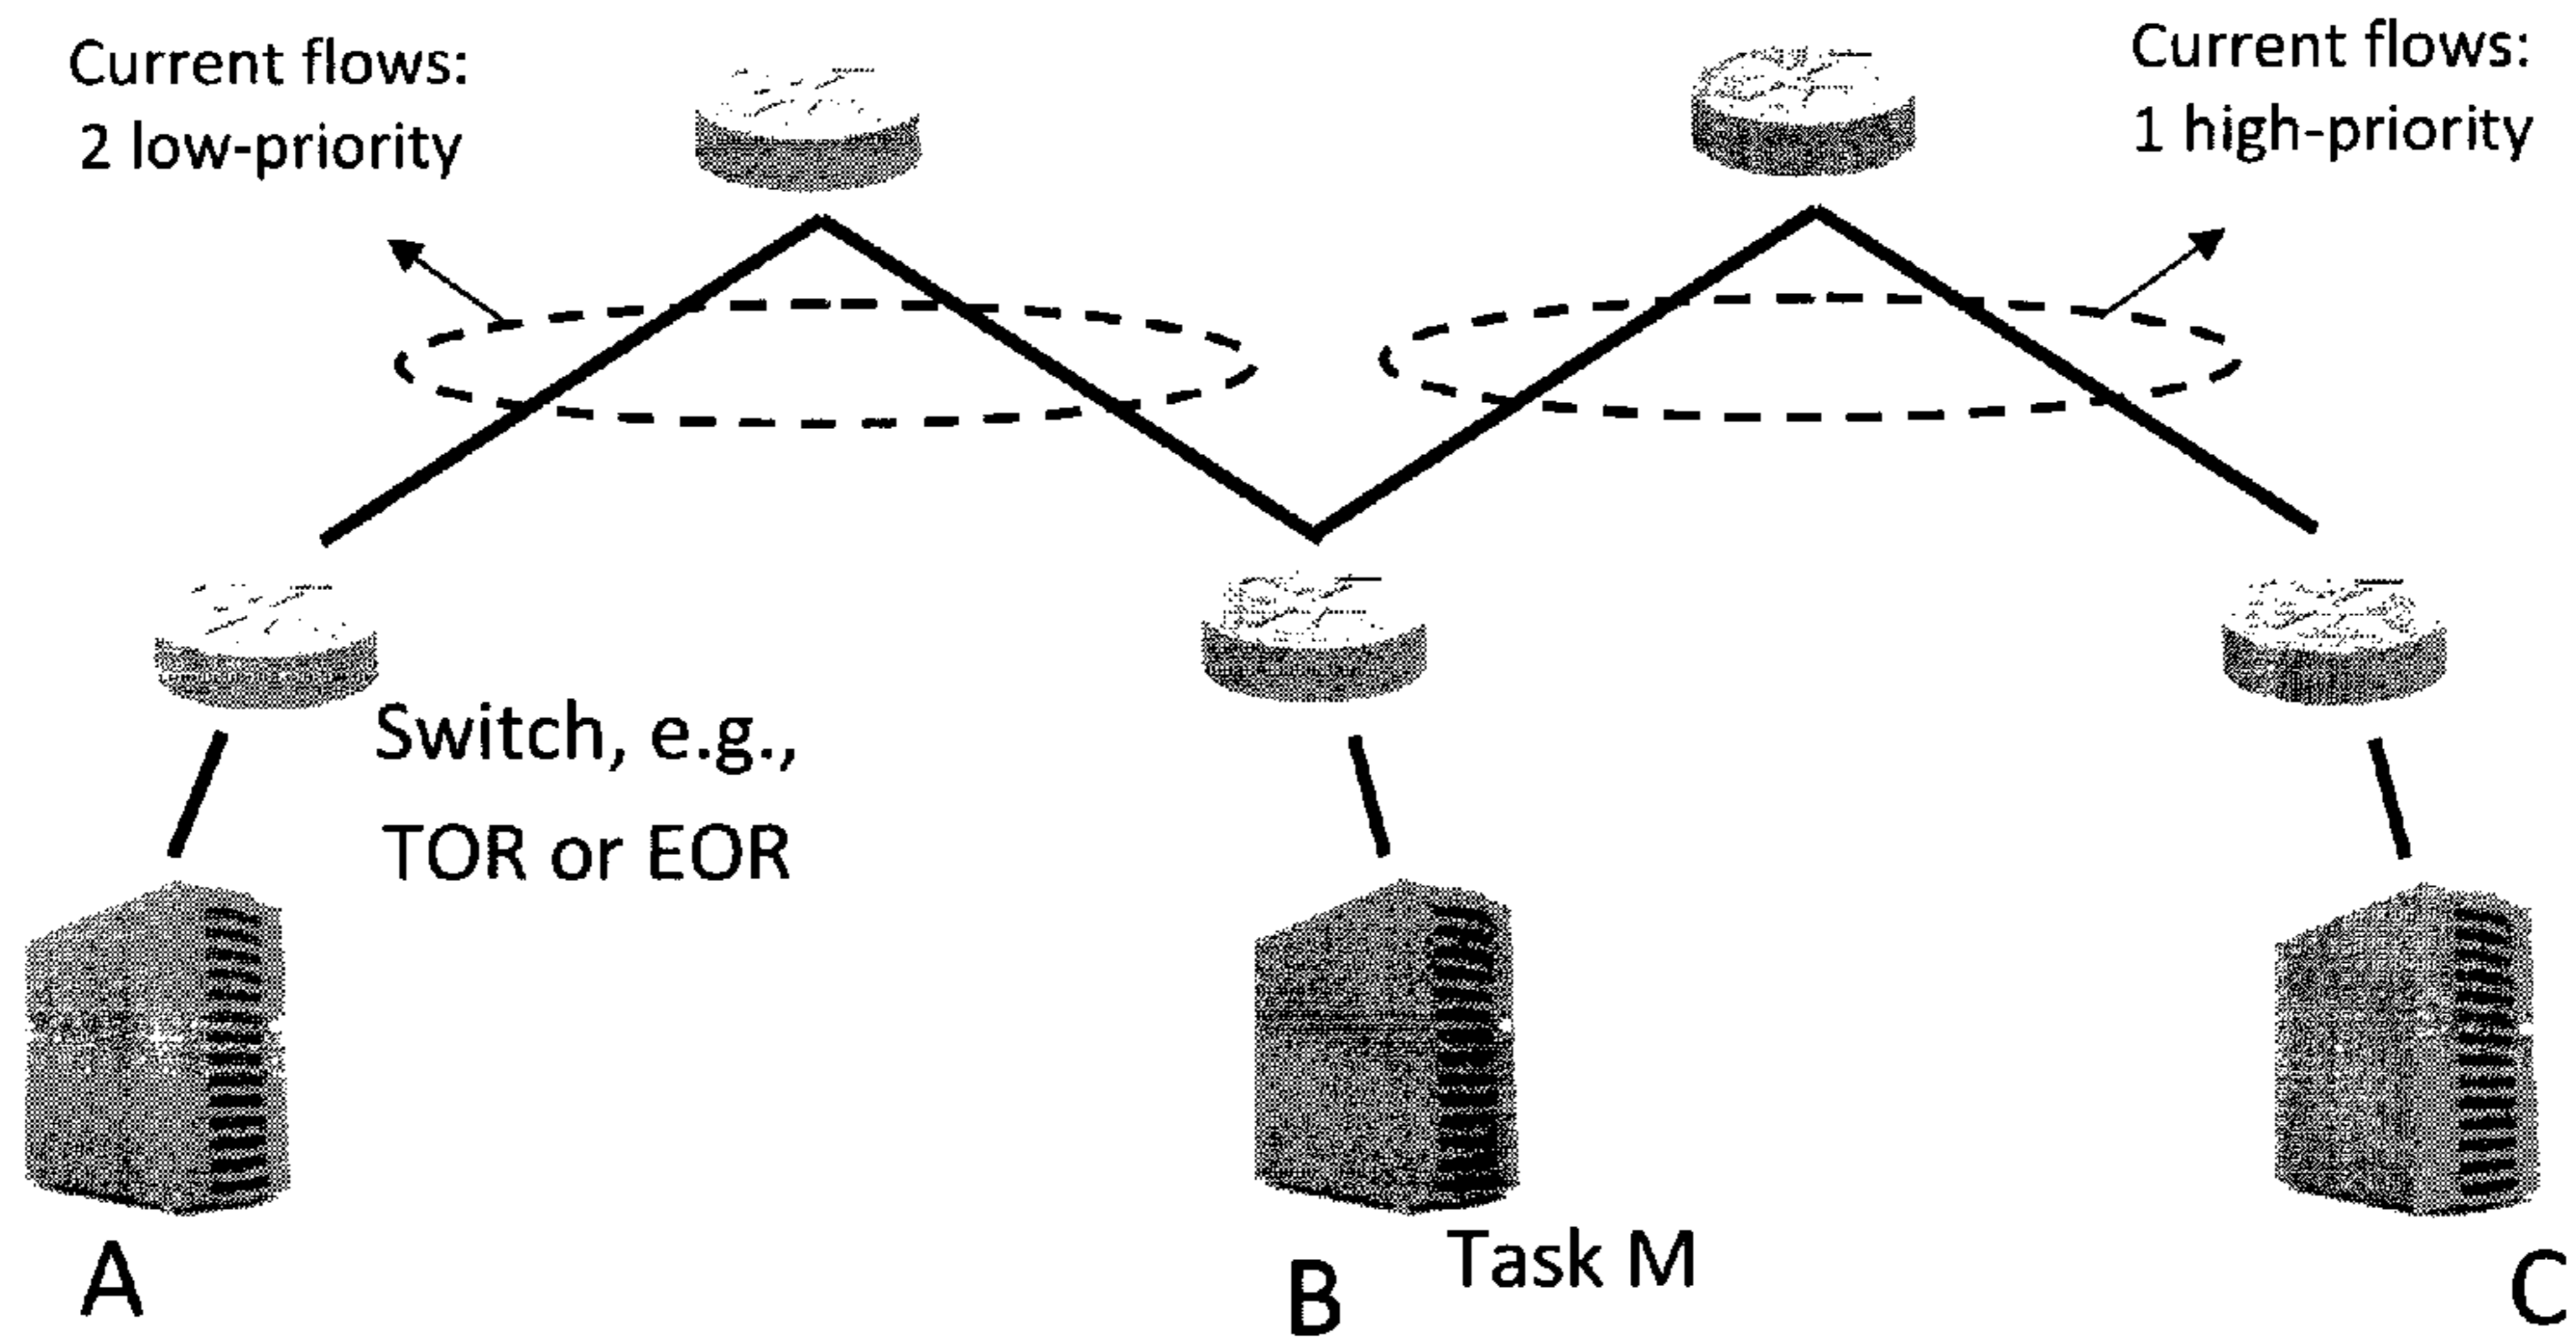 Current flows:
2 low-priority
Current flows:
1 high-priority
Switch, e.g.,
TOR or EOR
A
B
Task M
C